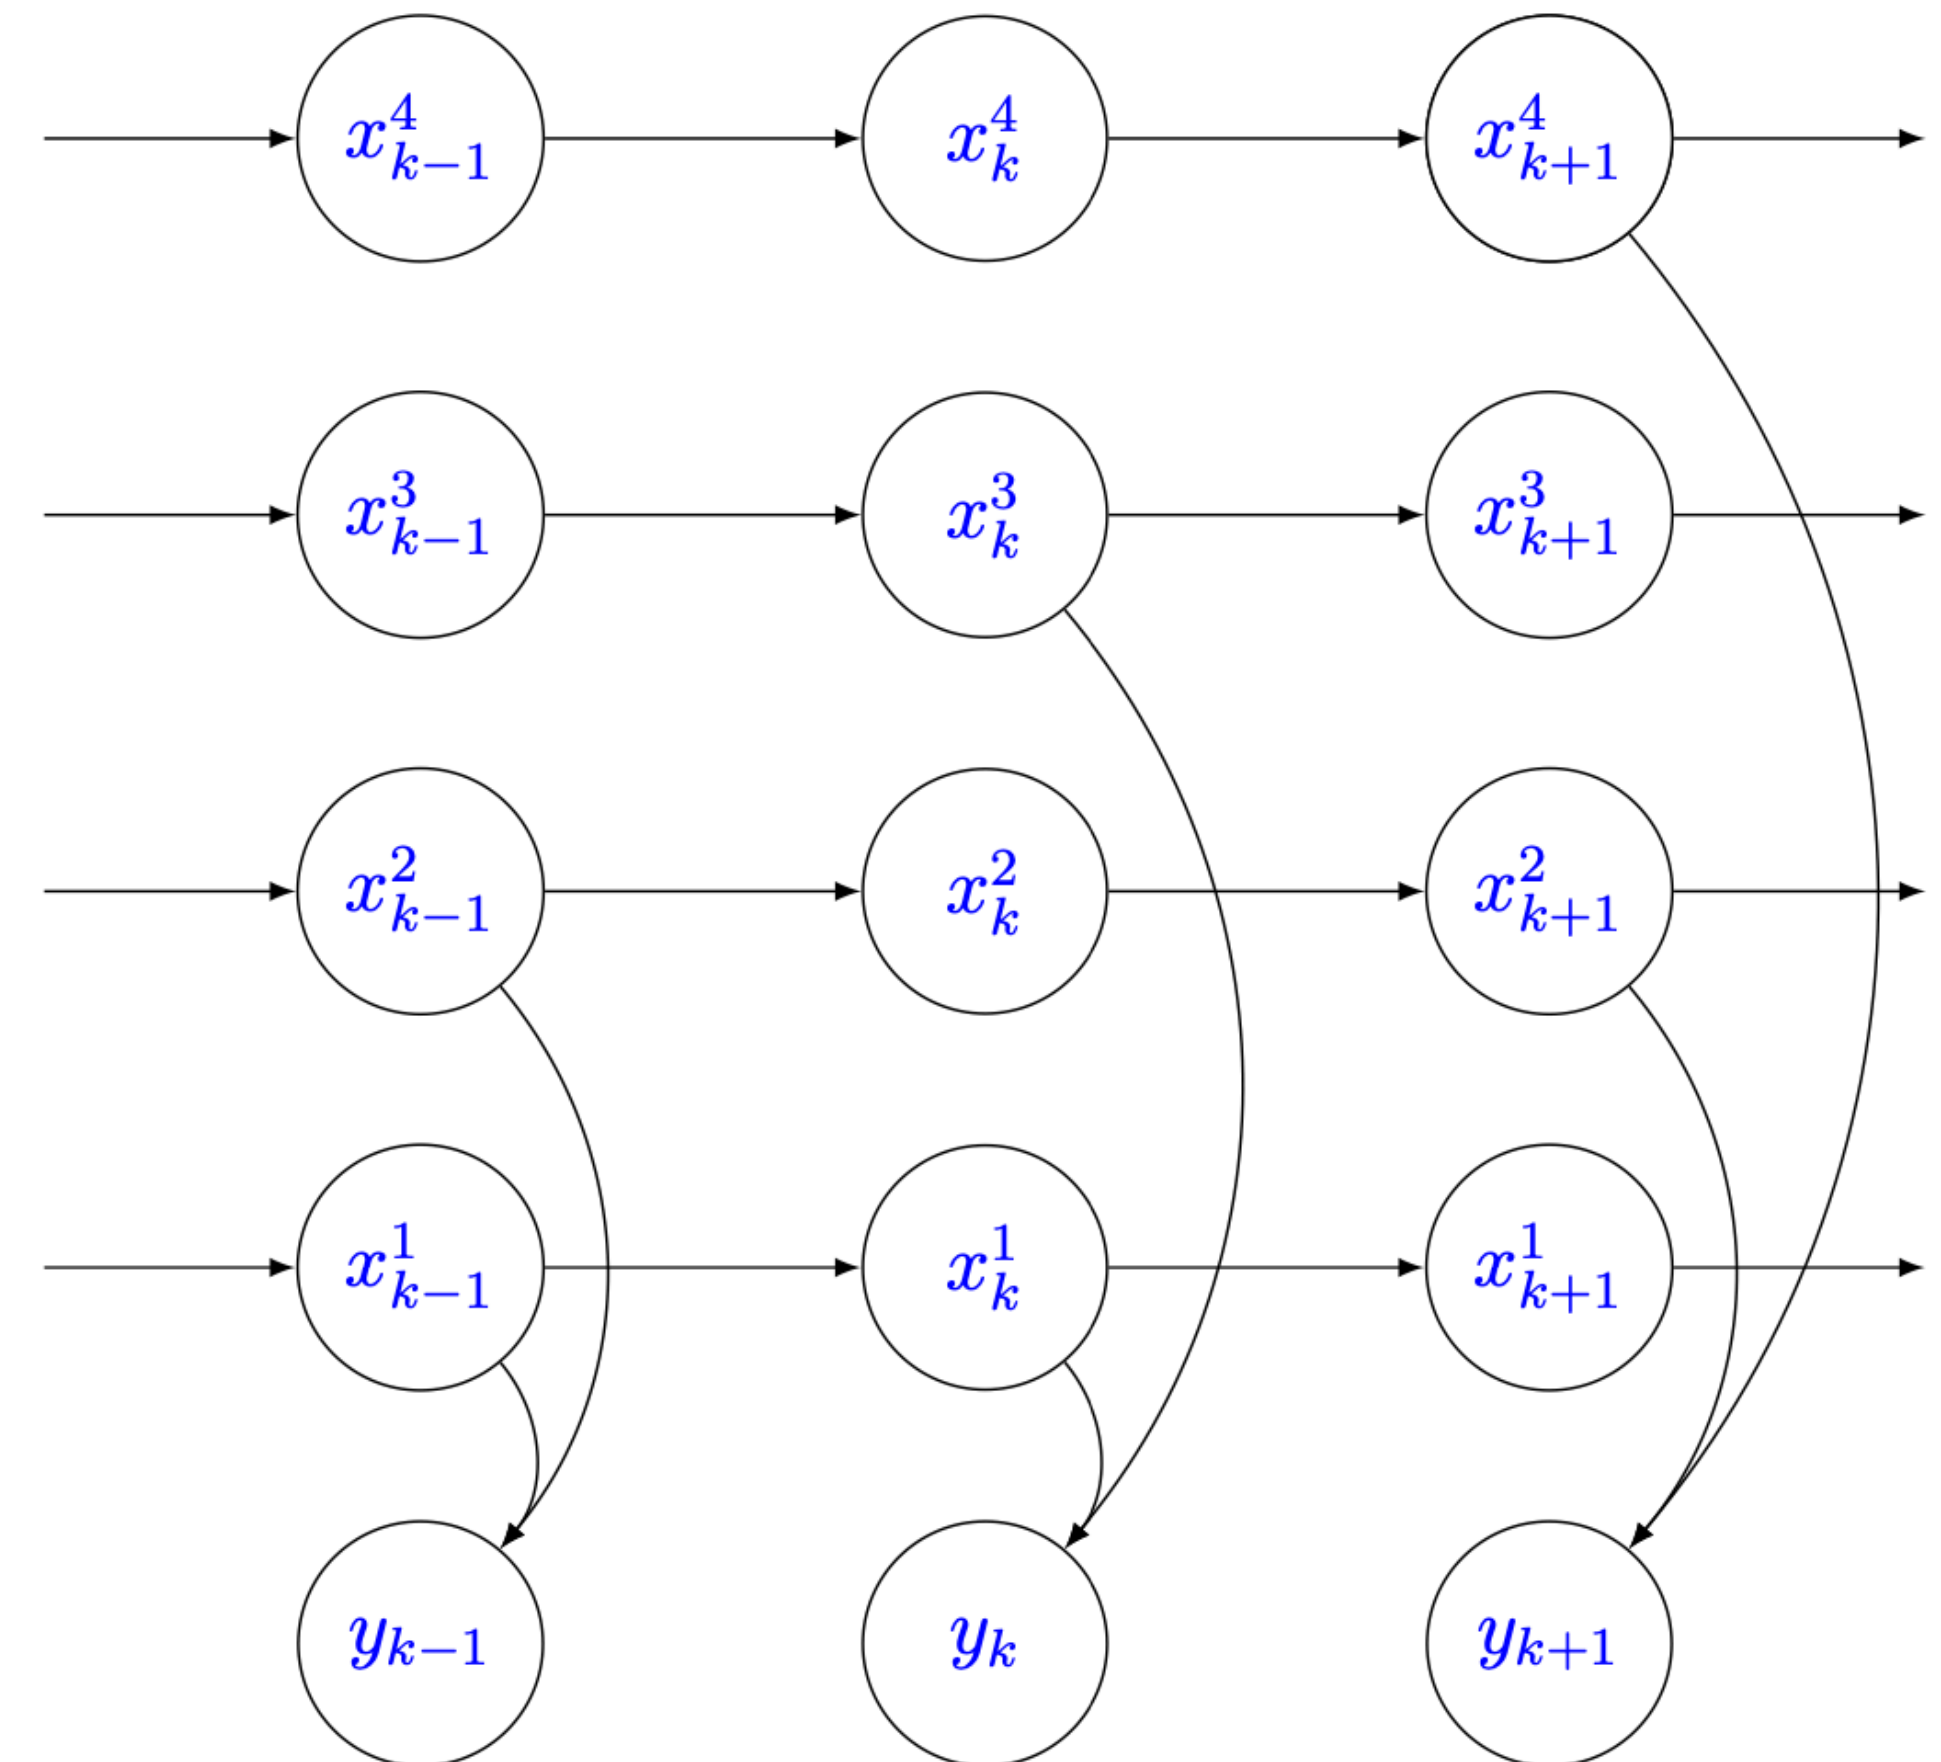 x^4_{k-1} x^4_k x^4_{k+1}
x^3_{k-1} x^3_k x^3_{k+1}
x^2_{k-1} x^2_k x^2_{k+1}
x^1_{k-1} x^1_k x^1_{k+1}
y_{k-1} y_k y_{k+1}